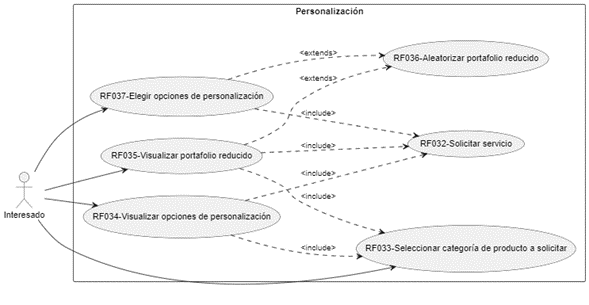 Personalización
<extends>
RF036-Aleatorizar portafolio reducido
<extends>
RF037-Elegir opciones de personalización
<include>
RF032-Solicitar servicio
<include>
RF035-Visualizar portafolio reducido
<include>
<include>
Interesado
RF034-Visualizar opciones de personalización
<include>
RF033-Seleccionar categoría de producto a solicitar